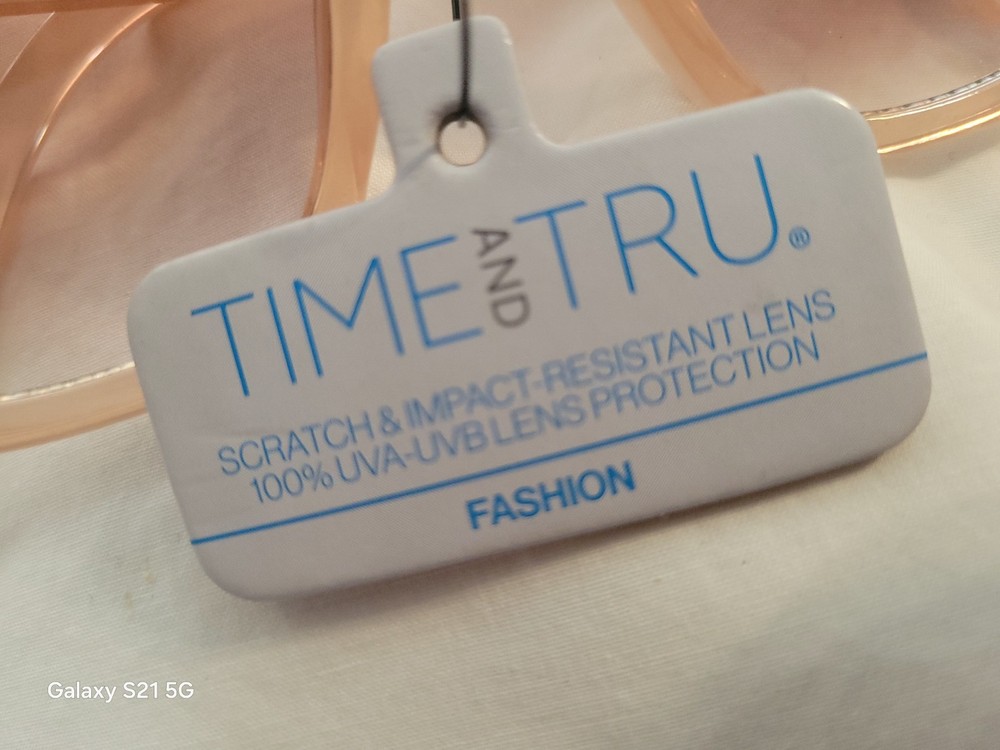 TIME AND TRU®
SCRATCH & IMPACT-RESISTANT LENS
100% UVA-UVB LENS PROTECTION
FASHION
Galaxy S21 5G